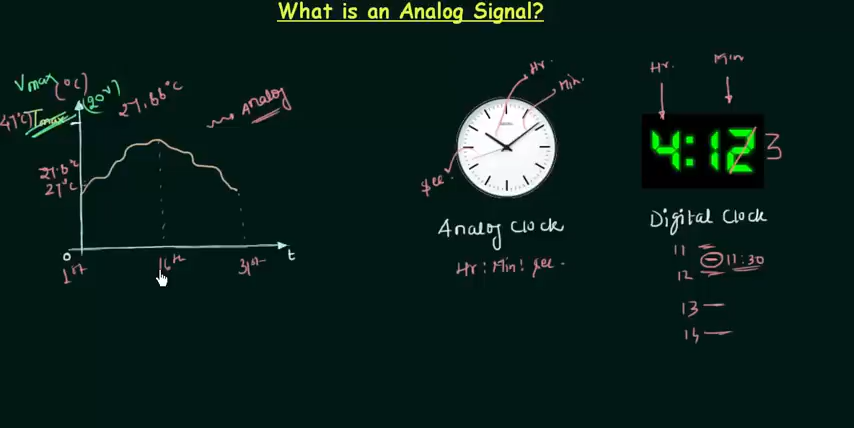 What is an Analog Signal?
Vmax (°C)
(20V)
47°C Tmax
27.66°C
Analog
27.6°C
27°C
0
1st
16th
31st
t
Hr.
Min.
Sec.
Analog Clock
Hr : Min : Sec.
Hr.
Min
4:12 3
Digital Clock
11
11:30
12
13
14